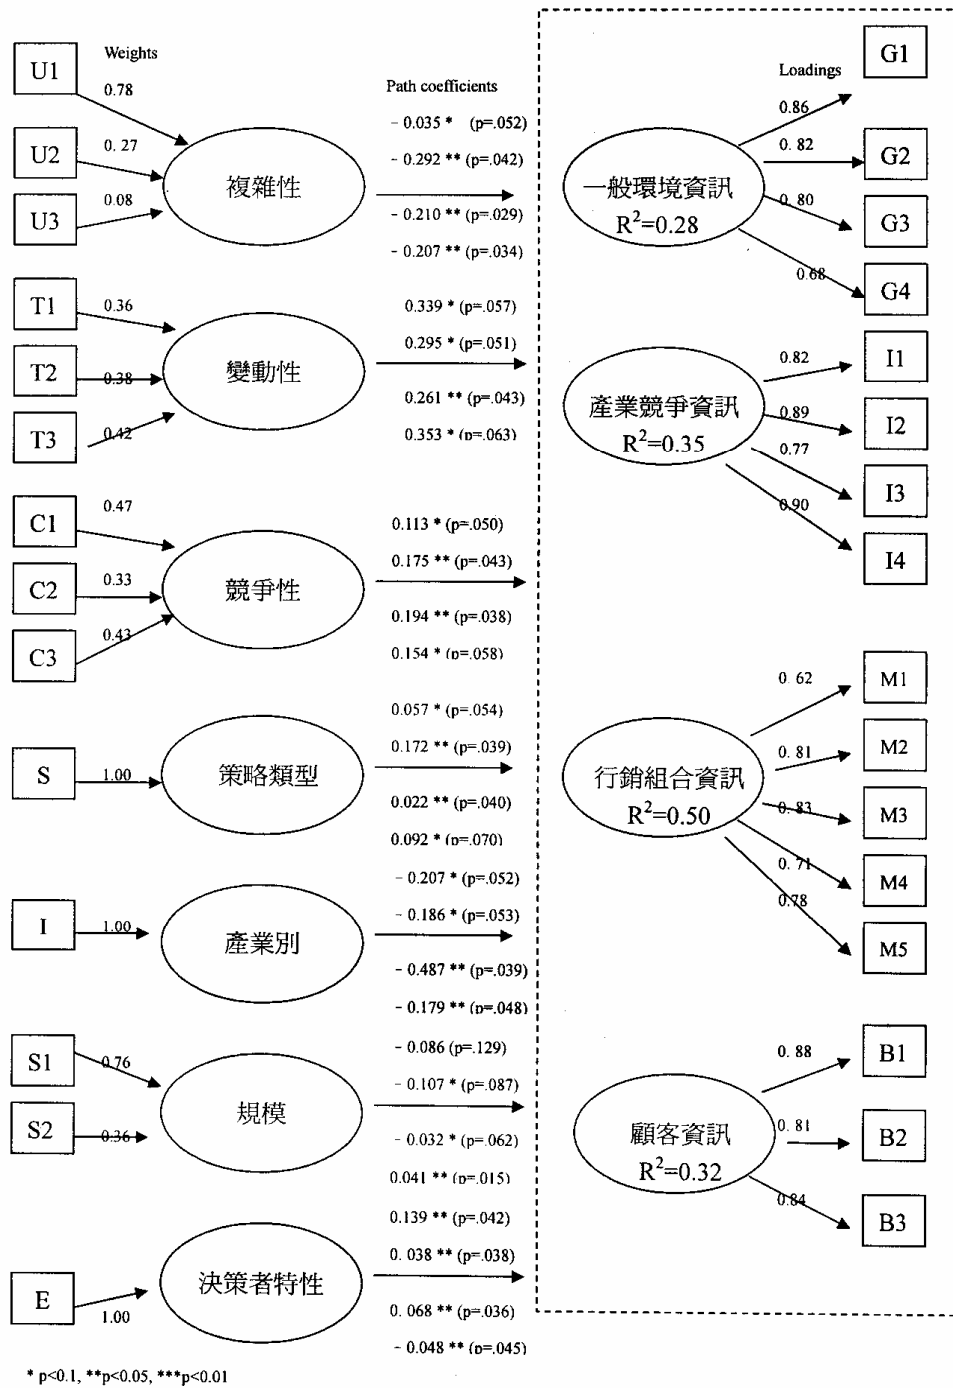 Weights
U1
0.78
U2
0.27
U3
0.08
複雜性
Path coefficients
- 0.035 * (p=.052)
- 0.292 ** (p=.042)
- 0.210 ** (p=.029)
- 0.207 ** (p=.034)
T1
0.36
T2
0.38
T3
0.42
變動性
0.339 * (p=.057)
0.295 * (p=.051)
0.261 ** (p=.043)
0.353 * (p=.063)
C1
0.47
C2
0.33
C3
0.43
競爭性
0.113 * (p=.050)
0.175 ** (p=.043)
0.194 ** (p=.038)
0.154 * (p=.058)
S
1.00
策略類型
0.057 * (p=.054)
0.172 ** (p=.039)
0.022 ** (p=.040)
0.092 * (p=.070)
I
1.00
產業別
- 0.207 * (p=.052)
- 0.186 * (p=.053)
- 0.487 ** (p=.039)
- 0.179 ** (p=.048)
S1
0.76
S2
0.36
規模
- 0.086 (p=.129)
- 0.107 * (p=.087)
- 0.032 * (p=.062)
0.041 ** (p=.015)
E
1.00
決策者特性
0.139 ** (p=.042)
0.038 ** (p=.038)
0.068 ** (p=.036)
- 0.048 ** (p=.045)
Loadings
一般環境資訊
R²=0.28
0.86
G1
0.82
G2
0.80
G3
0.68
G4
產業競爭資訊
R²=0.35
0.82
I1
0.89
I2
0.77
I3
0.90
I4
行銷組合資訊
R²=0.50
0.62
M1
0.81
M2
0.83
M3
0.71
M4
0.78
M5
顧客資訊
R²=0.32
0.88
B1
0.81
B2
0.84
B3
* p<0.1, **p<0.05, ***p<0.01